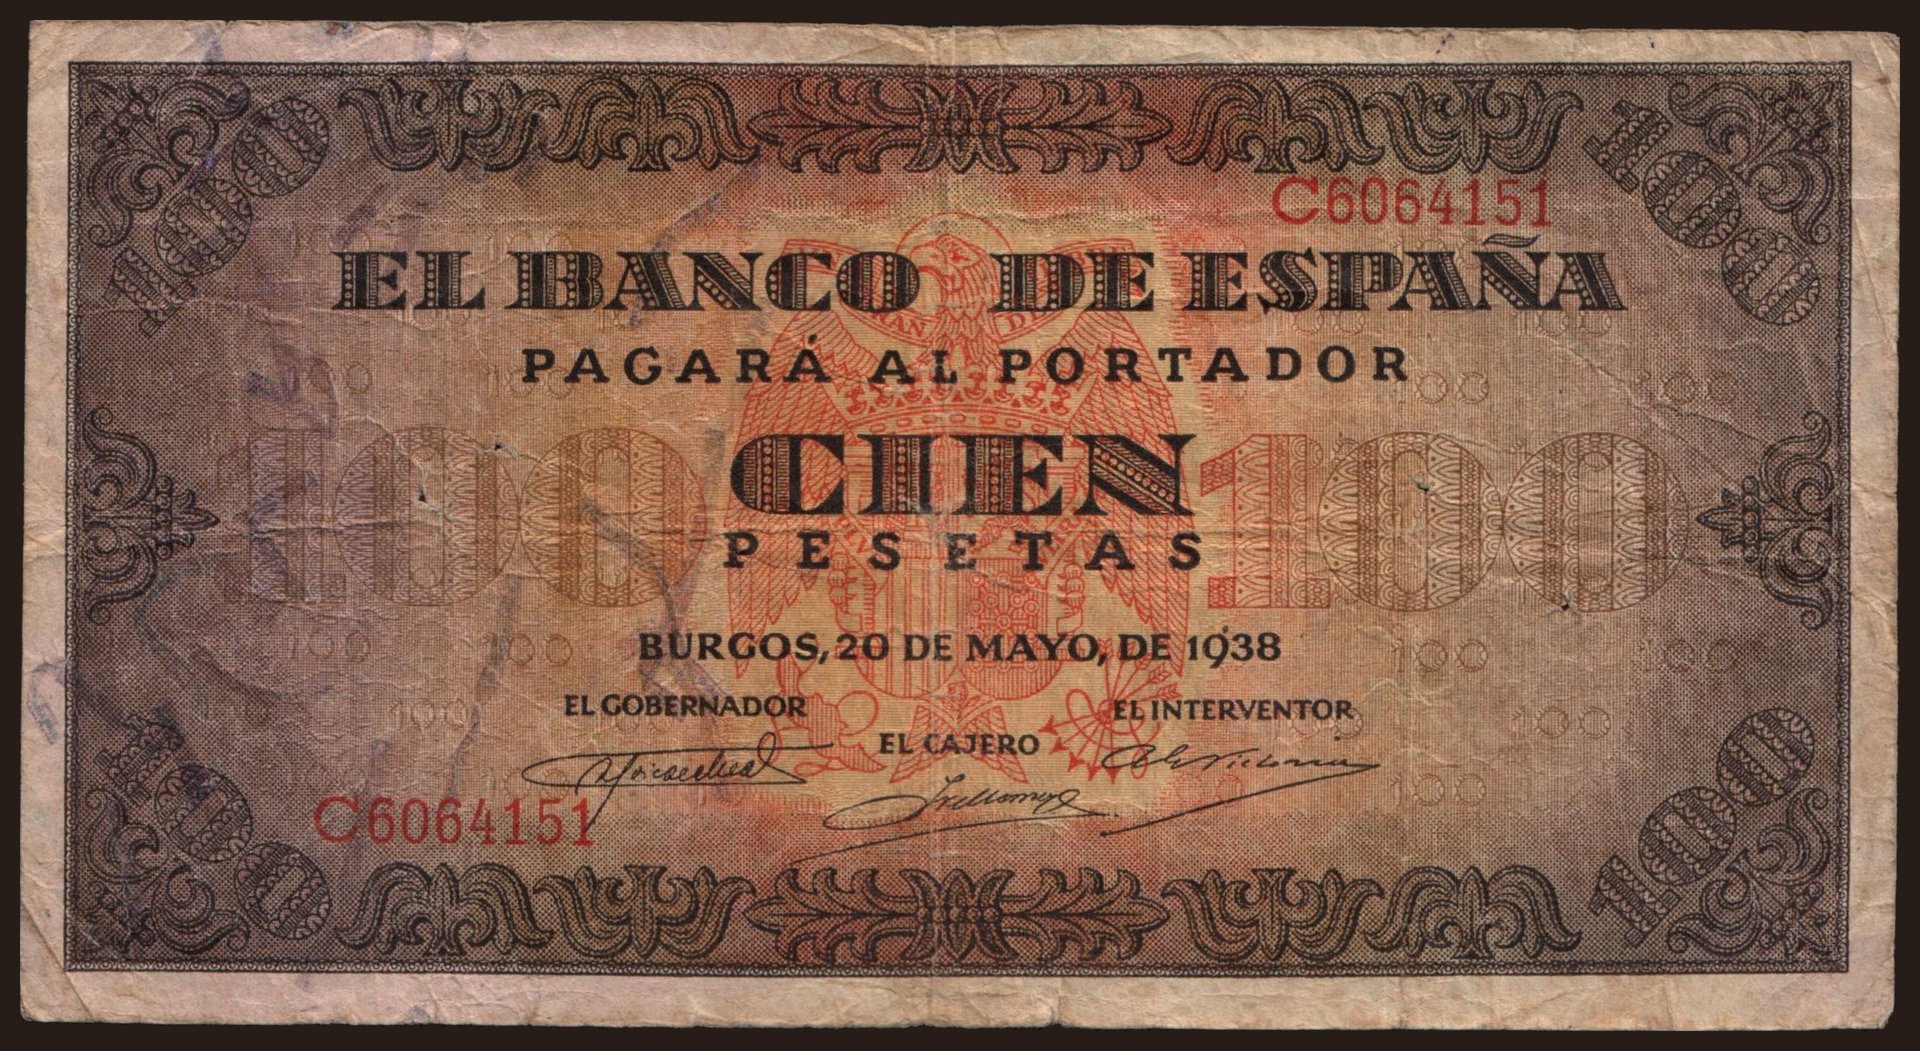 100
100
C6064151
EL BANCO DE ESPAÑA
PAGARÁ AL PORTADOR
100 CIEN 100
PESETAS
BURGOS, 20 DE MAYO, DE 1938
EL GOBERNADOR EL INTERVENTOR
EL CAJERO
C6064151
100
100